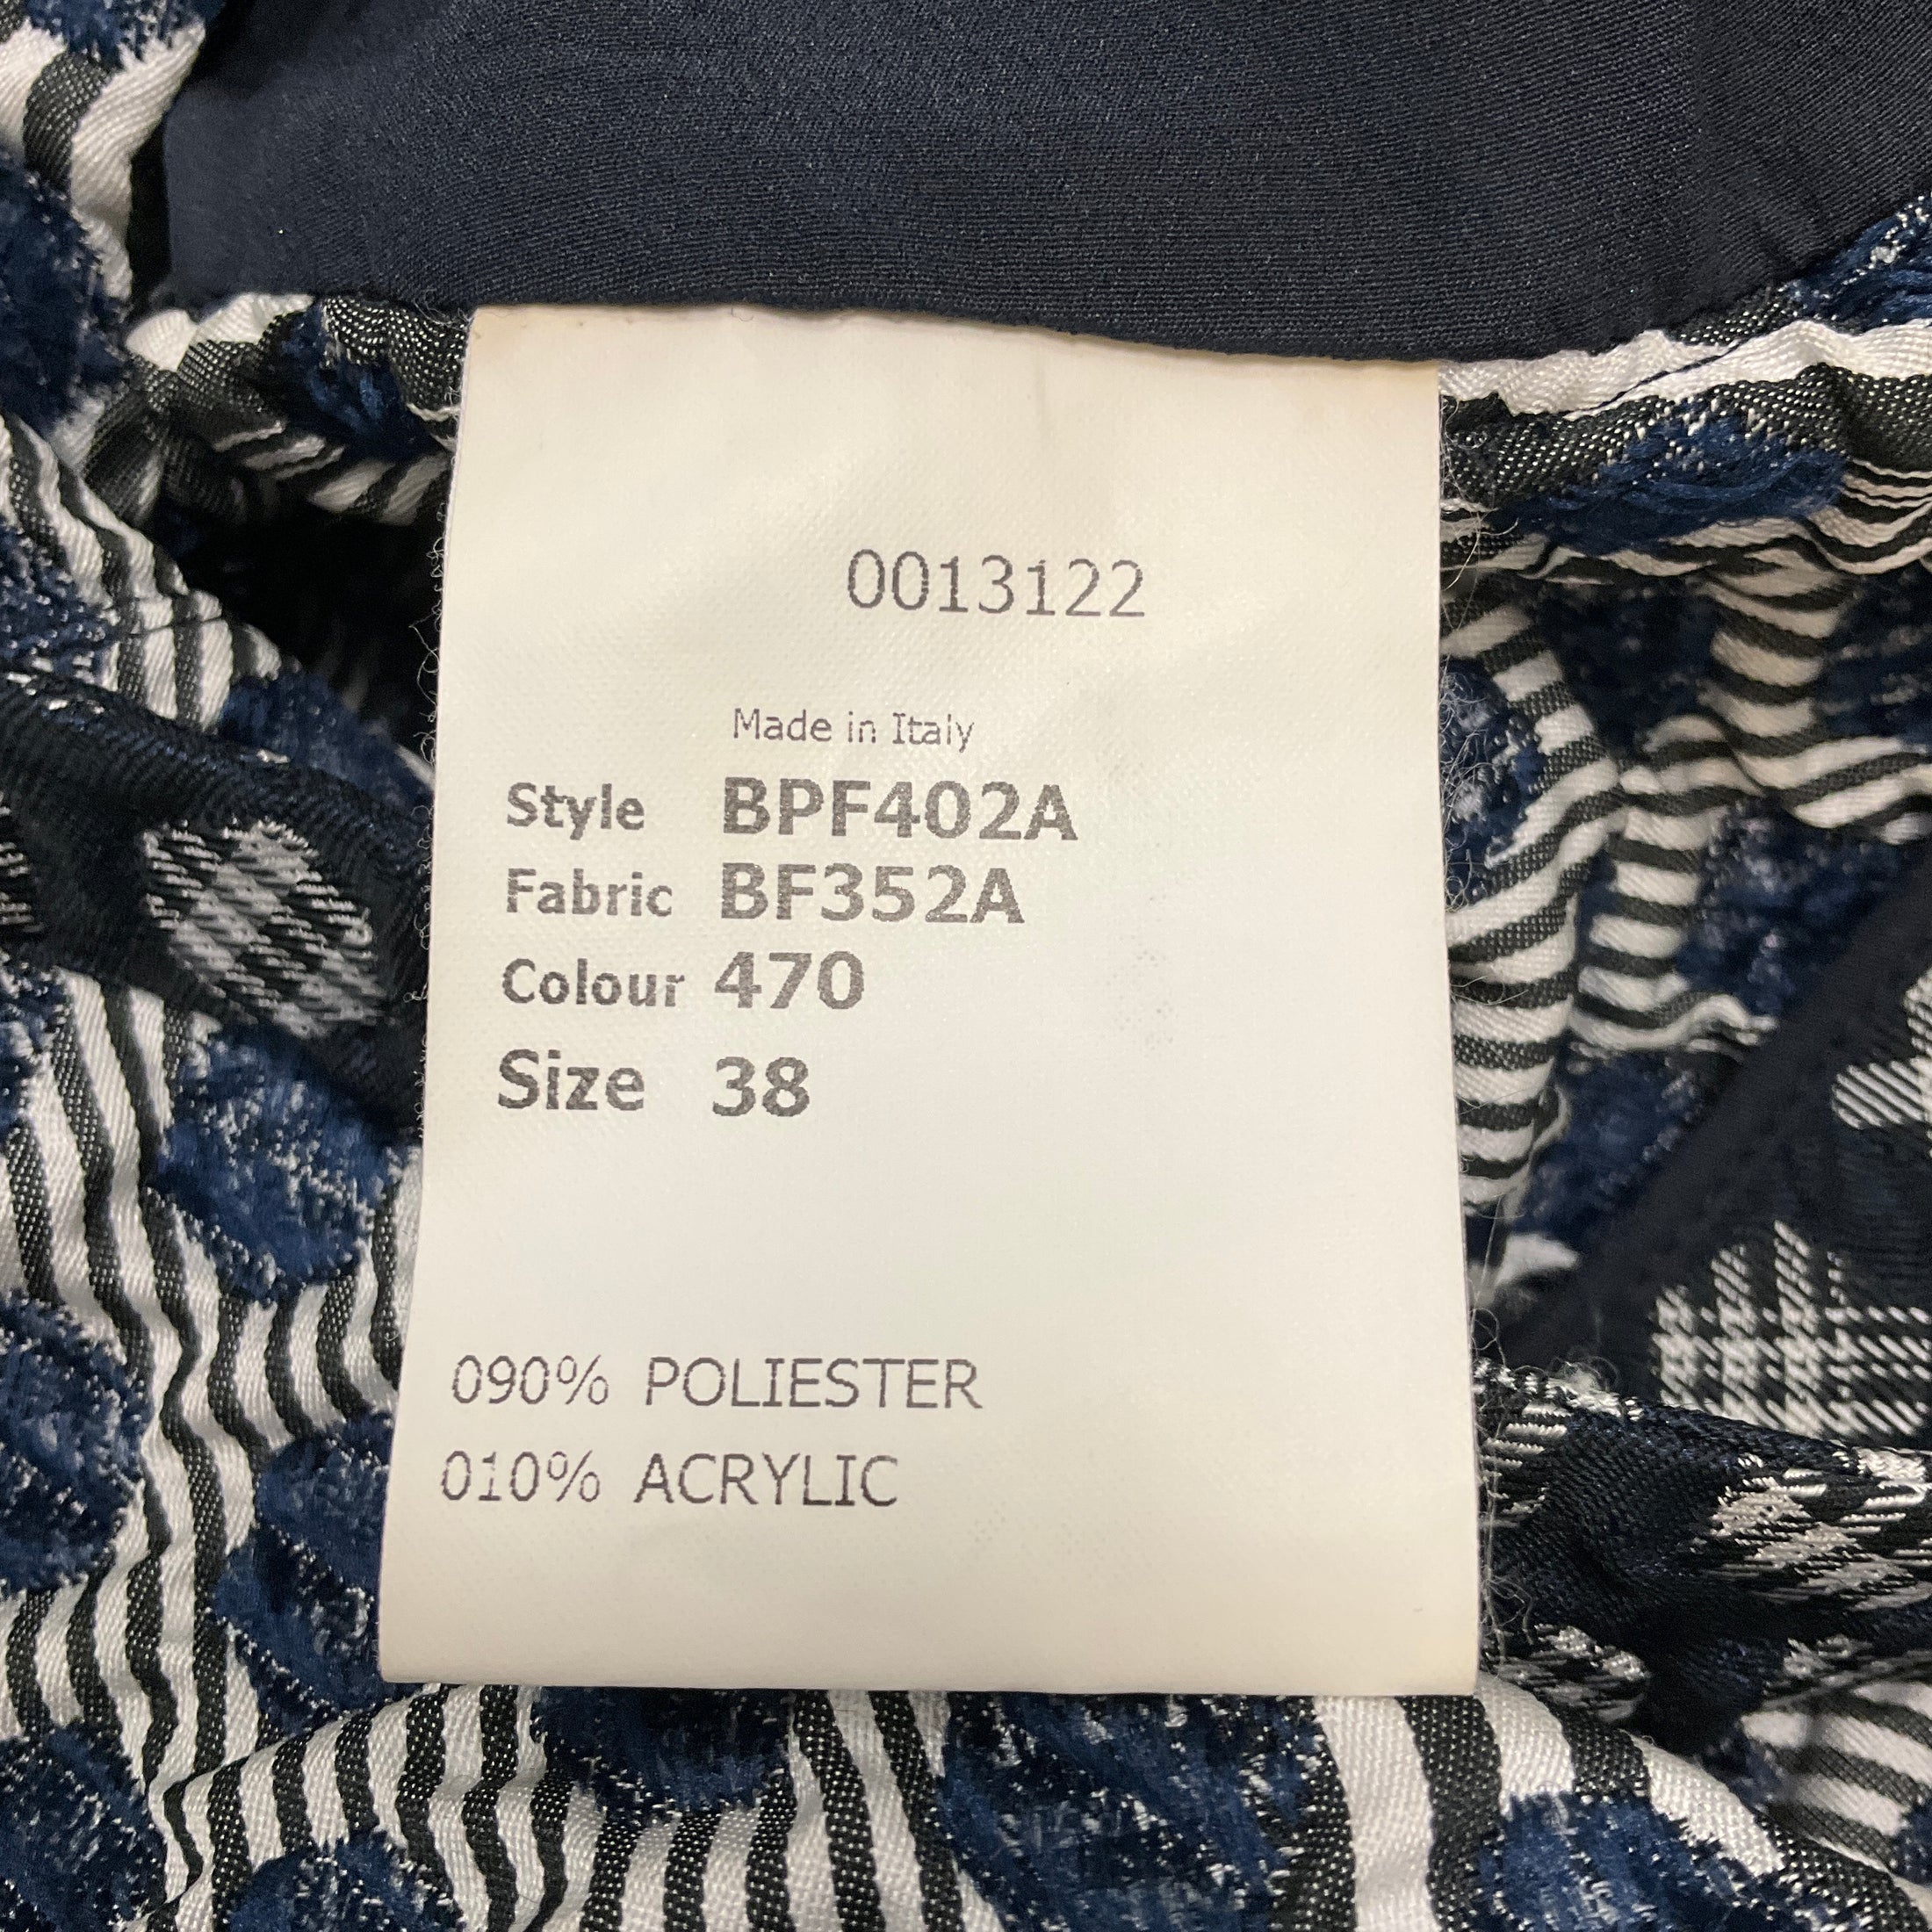 0013122
Made in Italy
Style BPF402A
Fabric BF352A
Colour 470
Size 38
090% POLIESTER
010% ACRYLIC